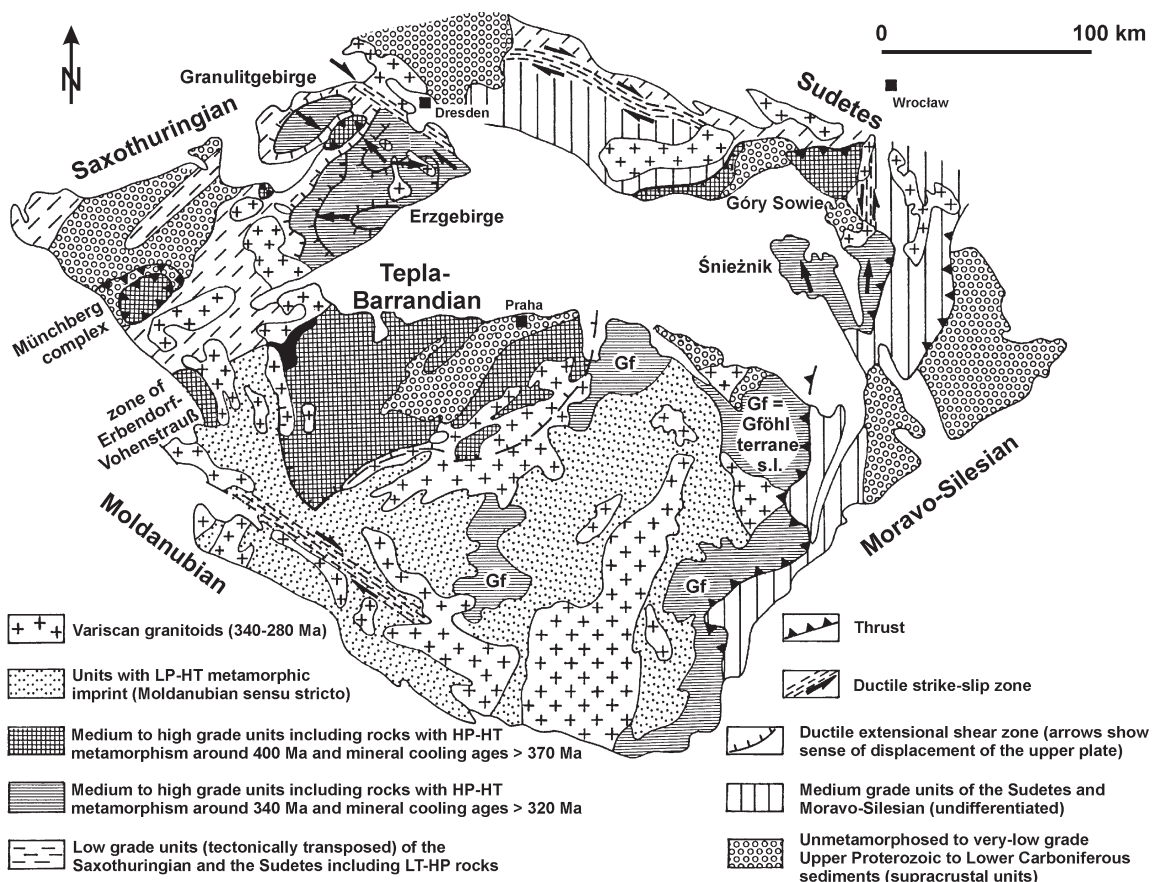 0 100 km
N
Granulitgebirge
Dresden
Saxothuringian
Sudetes
Wrocław
Erzgebirge
Góry Sowie
Śnieżnik
Tepla-
Barrandian
Praha
Münchberg
complex
zone of
Erbendorf-
Vohenstrauß
Gf
Gf =
Gföhl
terrane
s.l.
Moldanubian
Moravo-Silesian
Gf
Gf
Variscan granitoids (340-280 Ma)
Units with LP-HT metamorphic
imprint (Moldanubian sensu stricto)
Medium to high grade units including rocks with HP-HT
metamorphism around 400 Ma and mineral cooling ages > 370 Ma
Medium to high grade units including rocks with HP-HT
metamorphism around 340 Ma and mineral cooling ages > 320 Ma
Low grade units (tectonically transposed) of the
Saxothuringian and the Sudetes including LT-HP rocks
Thrust
Ductile strike-slip zone
Ductile extensional shear zone (arrows show
sense of displacement of the upper plate)
Medium grade units of the Sudetes and
Moravo-Silesian (undifferentiated)
Unmetamorphosed to very-low grade
Upper Proterozoic to Lower Carboniferous
sediments (supracrustal units)